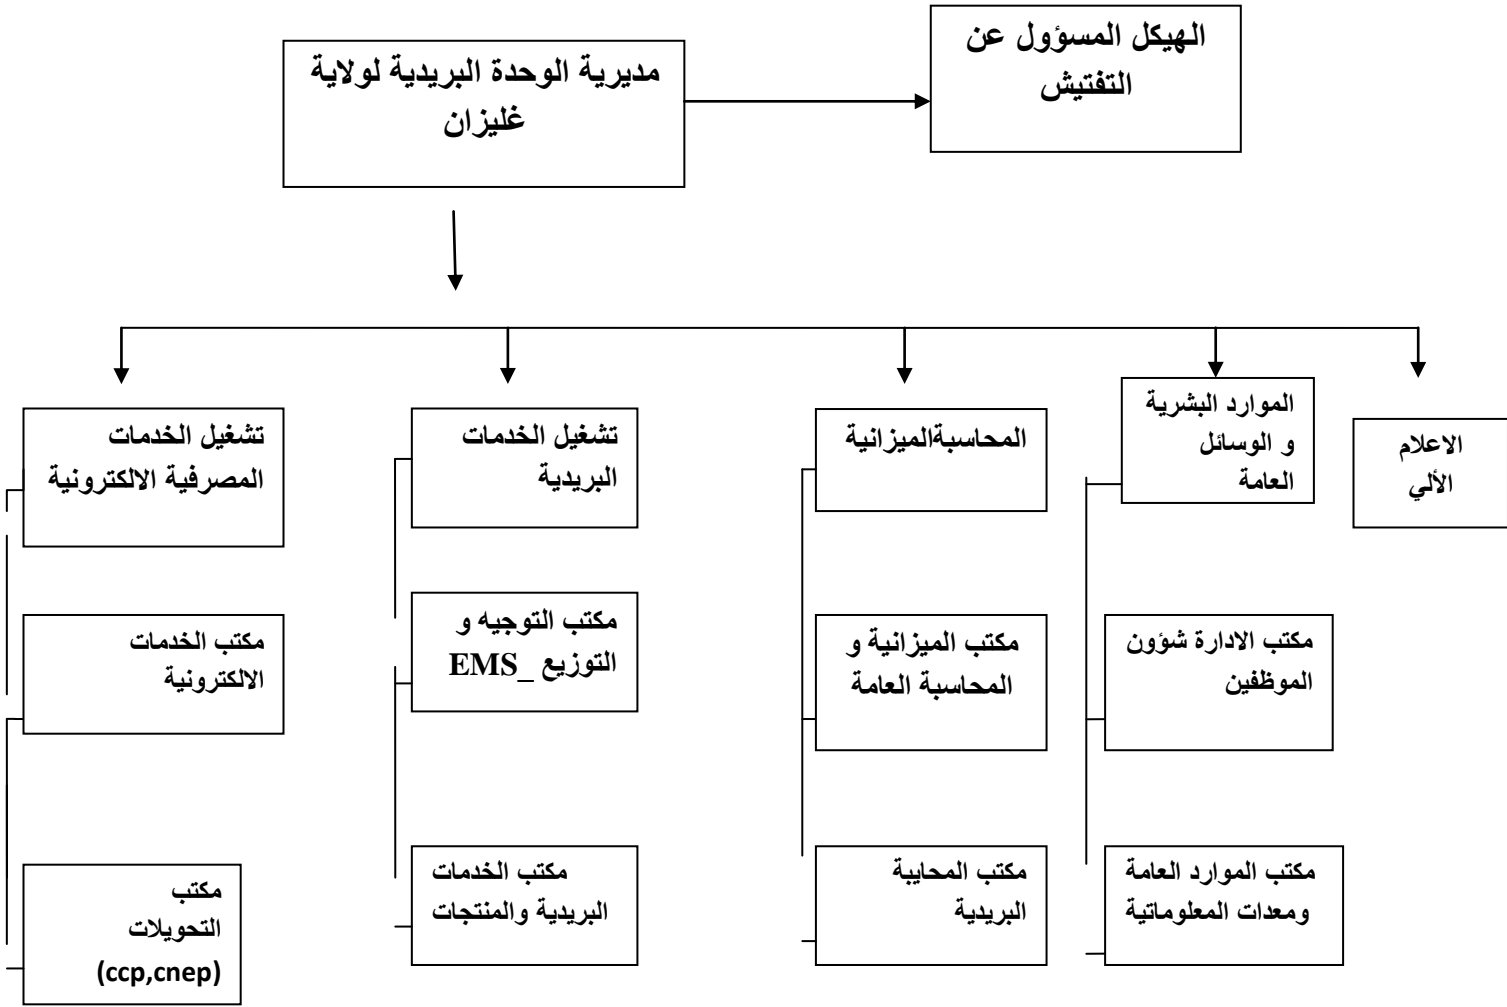 الهيكل المسؤول عن
التفتيش
مديرية الوحدة البريدية لولاية
غليزان
الاعلام
الألي
الموارد البشرية
و الوسائل
العامة
المحاسبةالميزانية
تشغيل الخدمات
البريدية
تشغيل الخدمات
المصرفية الالكترونية
مكتب الادارة شؤون
الموظفين
مكتب الميزانية و
المحاسبة العامة
مكتب التوجيه و
التوزيع _EMS
مكتب الخدمات
الالكترونية
مكتب الموارد العامة
ومعدات المعلوماتية
مكتب المحايبة
البريدية
مكتب الخدمات
البريدية والمنتجات
مكتب
التحويلات
(ccp,cnep)